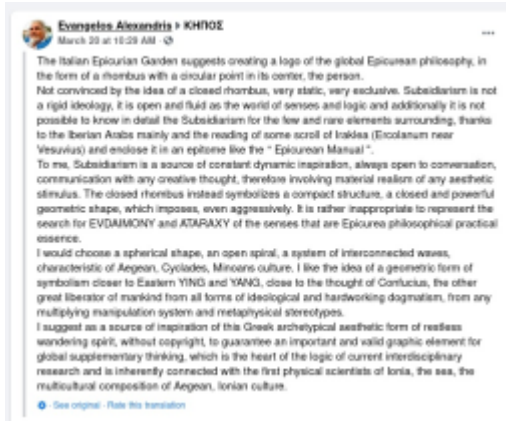 Evangelos Alexandris ▸ ΚΗΠΟΣ
March 20 at 10:29 AM ·
The Italian Epicurian Garden suggests creating a logo of the global Epicurean philosophy, in
the form of a rhombus with a circular point in its center, the person.
Not convinced by the idea of a closed rhombus, very static, very exclusive. Subsidiarism is not
a rigid ideology, it is open and fluid as the world of senses and logic and additionally it is not
possible to know in detail the Subsidiarism for the few and rare elements surrounding, thanks
to the Iberian Arabs mainly and the reading of some scroll of Iraklea (Ercolanum near
Vesuvius) and enclose it in an epitome like the " Epicurean Manual ".
To me, Subsidiarism is a source of constant dynamic inspiration, always open to conversation,
communication with any creative thought, therefore involving material realism of any aesthetic
stimulus. The closed rhombus instead symbolizes a compact structure, a closed and powerful
geometric shape, which imposes, even aggressively. It is rather inappropriate to represent the
search for EVDAIMONY and ATARAXY of the senses that are Epicurea philosophical practical
essence.
I would choose a spherical shape, an open spiral, a system of interconnected waves,
characteristic of Aegean, Cyclades, Minoans culture. I like the idea of a geometric form of
symbolism closer to Eastern YING and YANG, close to the thought of Confucius, the other
great liberator of mankind from all forms of ideological and hardworking dogmatism, from any
multiplying manipulation system and metaphysical stereotypes.
I suggest as a source of inspiration of this Greek archetypical aesthetic form of restless
wandering spirit, without copyright, to guarantee an important and valid graphic element for
global supplementary thinking, which is the heart of the logic of current interdisciplinary
research and is inherently connected with the first physical scientists of Ionia, the sea, the
multicultural composition of Aegean, Ionian culture.
· See original · Rate this translation